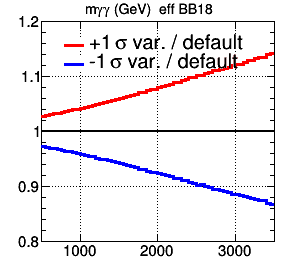 mγγ (GeV)  eff BB18
+1 σ var. / default
-1 σ var. / default
1.2
1.1
1
0.9
0.8
1000 2000 3000